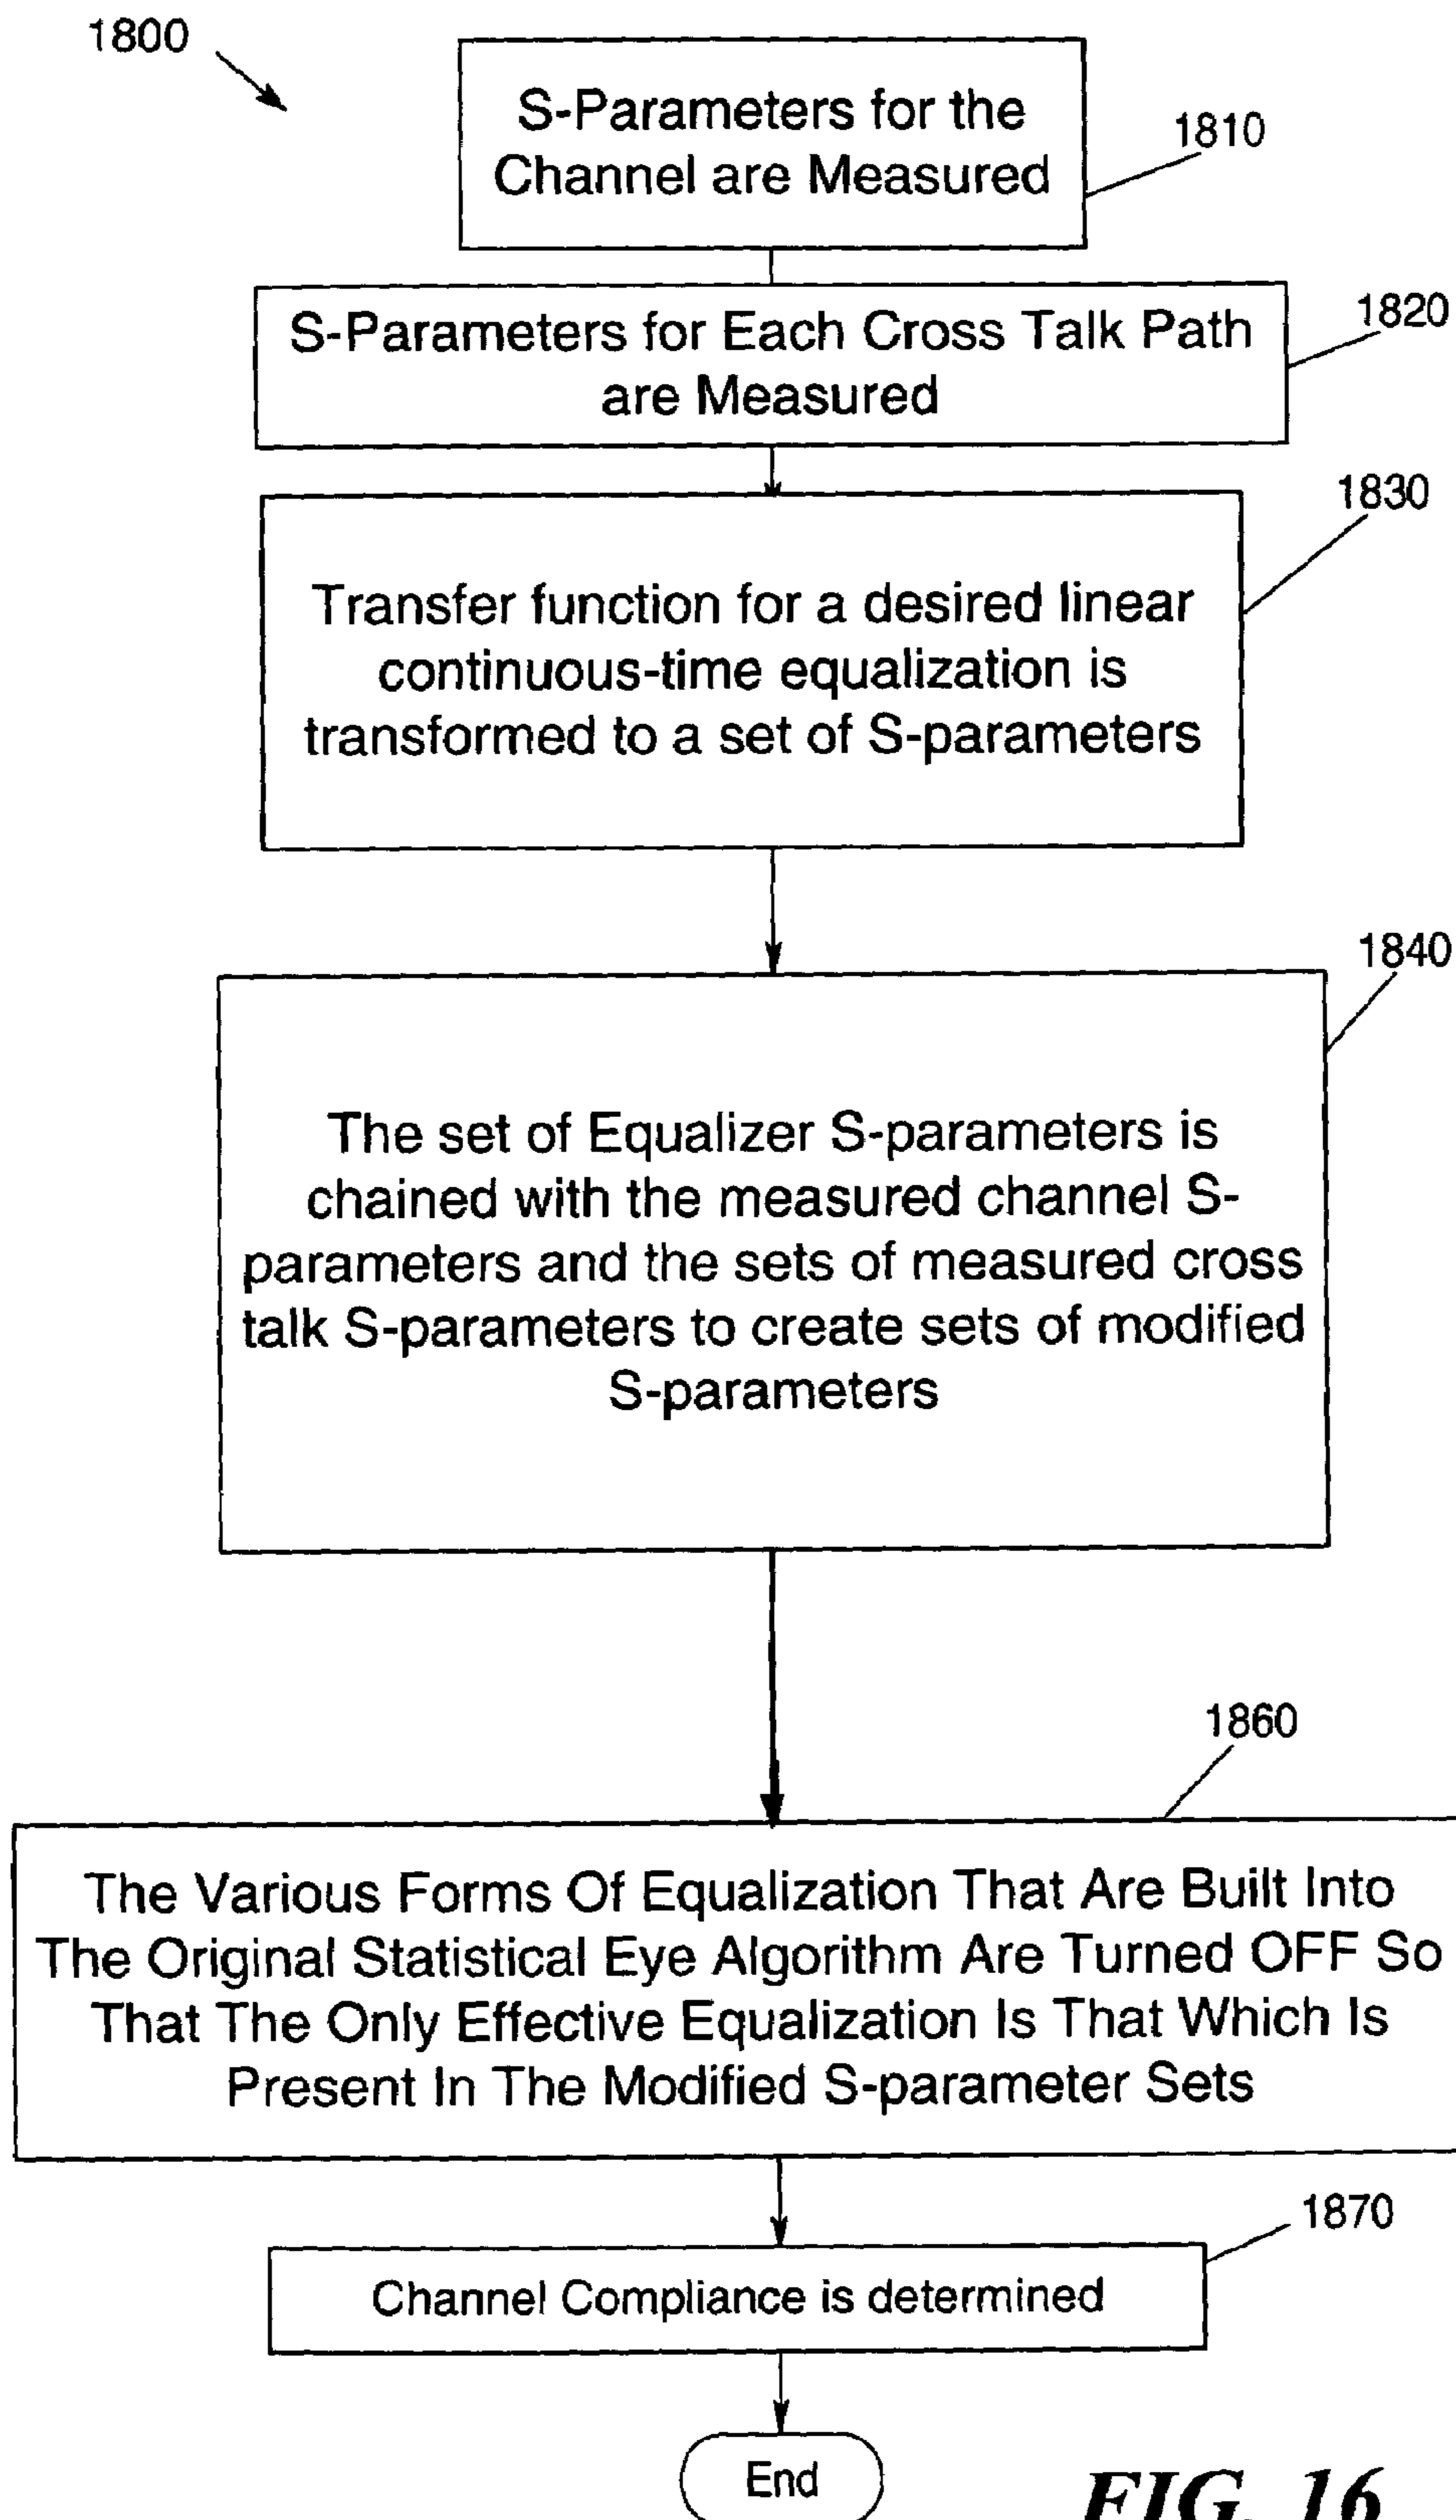 1800
S-Parameters for the
Channel are Measured
1810
S-Parameters for Each Cross Talk Path
are Measured
1820
Transfer function for a desired linear
continuous-time equalization is
transformed to a set of S-parameters
1830
The set of Equalizer S-parameters is
chained with the measured channel S-
parameters and the sets of measured cross
talk S-parameters to create sets of modified
S-parameters
1840
1860
The Various Forms Of Equalization That Are Built Into
The Original Statistical Eye Algorithm Are Turned OFF So
That The Only Effective Equalization Is That Which Is
Present In The Modified S-parameter Sets
1870
Channel Compliance is determined
End
FIG. 16